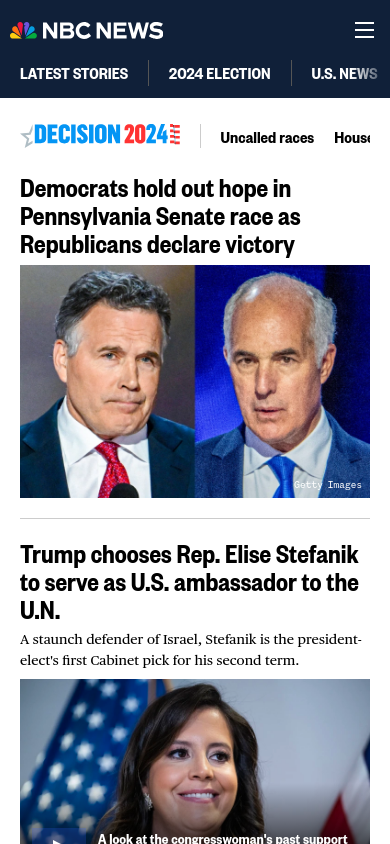 NBC NEWS
LATEST STORIES
2024 ELECTION
U.S. NEWS
DECISION 2024
Uncalled races
House
Democrats hold out hope in
Pennsylvania Senate race as
Republicans declare victory
Getty Images
Trump chooses Rep. Elise Stefanik
to serve as U.S. ambassador to the
U.N.
A staunch defender of Israel, Stefanik is the president-
elect's first Cabinet pick for his second term.
A look at the congresswoman's past support